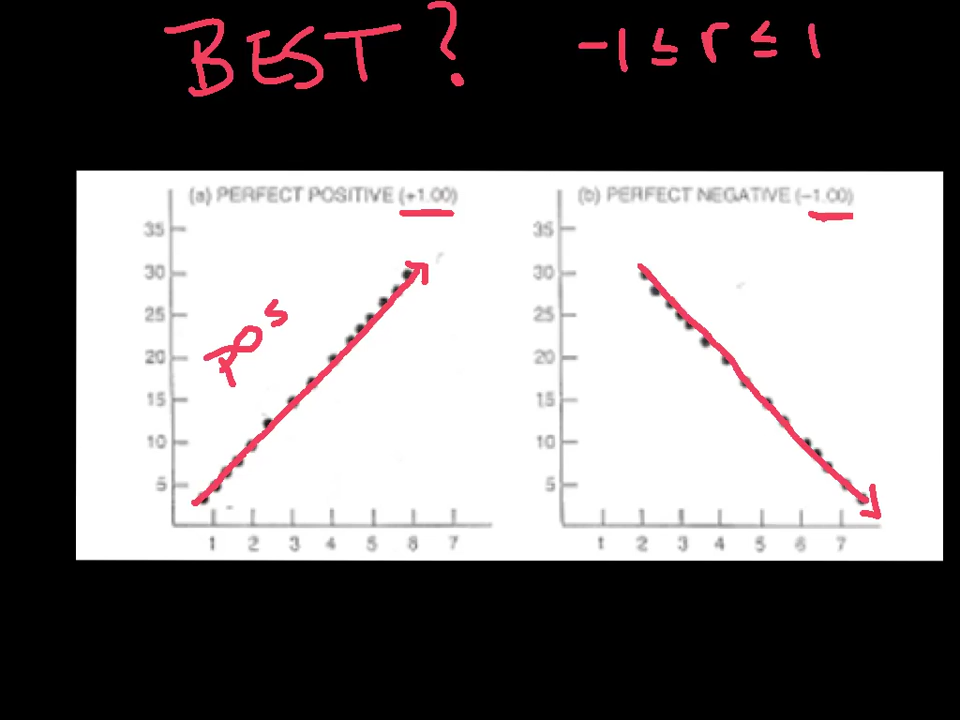 BEST? -1 ≤ r ≤ 1
(a) PERFECT POSITIVE (+1.00)
35
30
25
20
15
10
5
1 2 3 4 5 6 7
POS
(b) PERFECT NEGATIVE (–1.00)
35
30
25
20
15
10
5
1 2 3 4 5 6 7